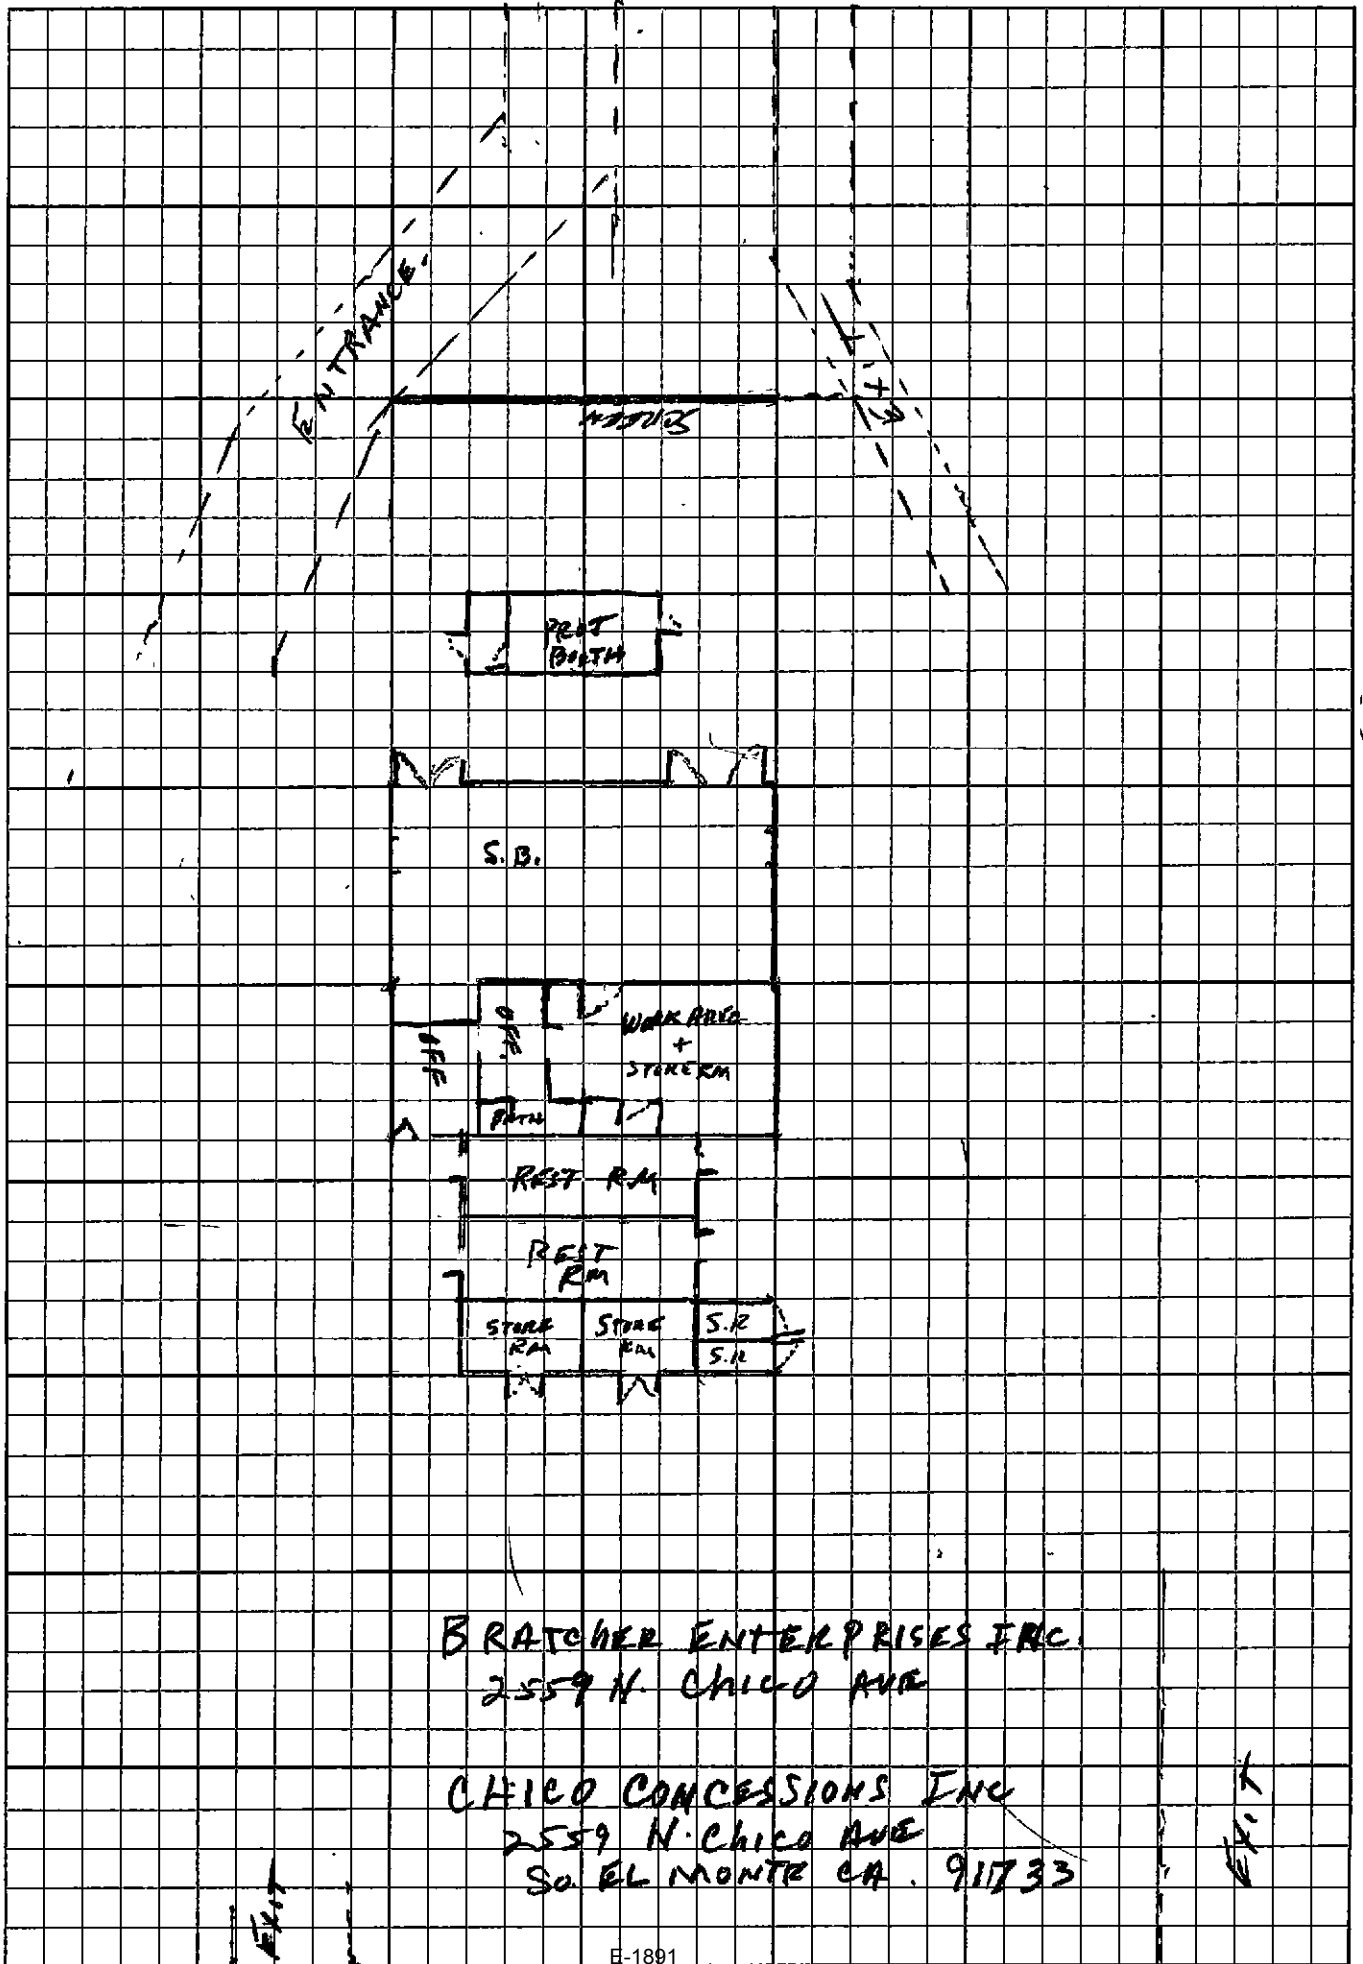 ENTRANCE.
EXIT
SCREEN
PROT
BOOTH
S.B.
OFF
OFF.
WORK AREA
+
STORE RM
BATH
REST RM
REST
RM
STORE
RM
STORE
RM
S.R
S.R
BRATCHER ENTERPRISES INC.
2559 N. Chico AVE
CHICO CONCESSIONS INC
2559 N. Chico AVE
So. EL MONTE CA. 91733
EXIT
EXIT
E-1891